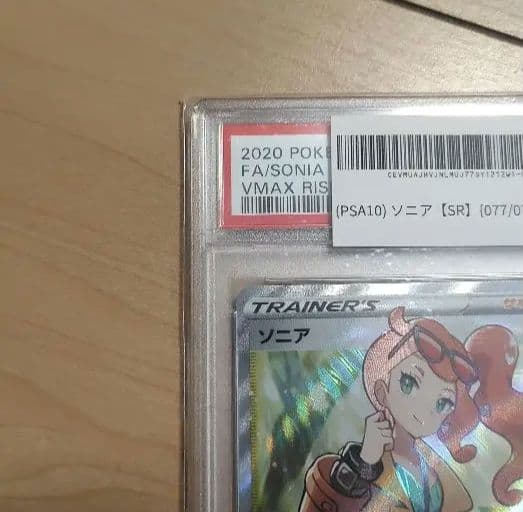 2020 POKE
FA/SONIA
VMAX RIS
(PSA10) ソニア【SR】{077/07
TRAINER'S
ソニア